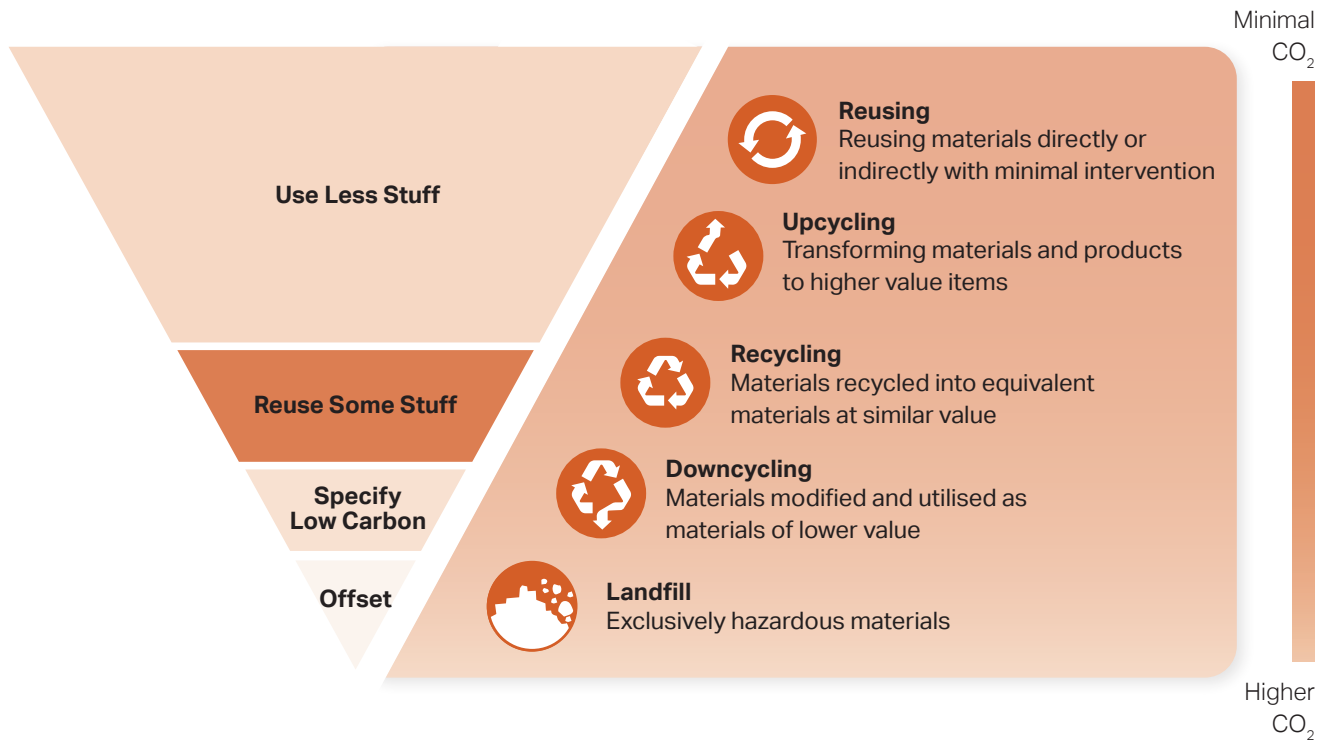 Minimal
CO₂
Use Less Stuff
Reuse Some Stuff
Specify
Low Carbon
Offset
Reusing
Reusing materials directly or
indirectly with minimal intervention
Upcycling
Transforming materials and products
to higher value items
Recycling
Materials recycled into equivalent
materials at similar value
Downcycling
Materials modified and utilised as
materials of lower value
Landfill
Exclusively hazardous materials
Higher
CO₂